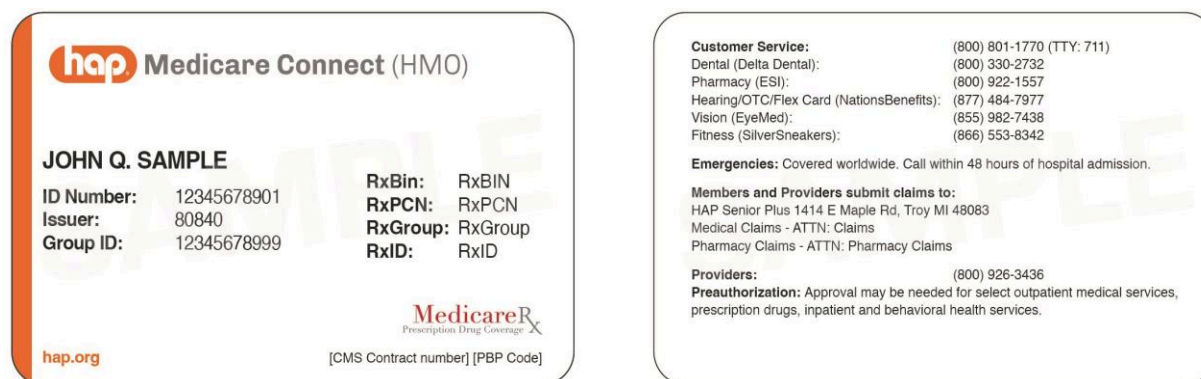 hap Medicare Connect (HMO)
JOHN Q. SAMPLE
ID Number: 12345678901
Issuer: 80840
Group ID: 12345678999
RxBin: RxBIN
RxPCN: RxPCN
RxGroup: RxGroup
RxID: RxID
MedicareRx
Prescription Drug Coverage
hap.org
[CMS Contract number] [PBP Code]
SAMPLE
Customer Service: (800) 801-1770 (TTY: 711)
Dental (Delta Dental): (800) 330-2732
Pharmacy (ESI): (800) 922-1557
Hearing/OTC/Flex Card (NationsBenefits): (877) 484-7977
Vision (EyeMed): (855) 982-7438
Fitness (SilverSneakers): (866) 553-8342
Emergencies: Covered worldwide. Call within 48 hours of hospital admission.
Members and Providers submit claims to:
HAP Senior Plus 1414 E Maple Rd, Troy MI 48083
Medical Claims - ATTN: Claims
Pharmacy Claims - ATTN: Pharmacy Claims
Providers: (800) 926-3436
Preauthorization: Approval may be needed for select outpatient medical services,
prescription drugs, inpatient and behavioral health services.
SAMPLE